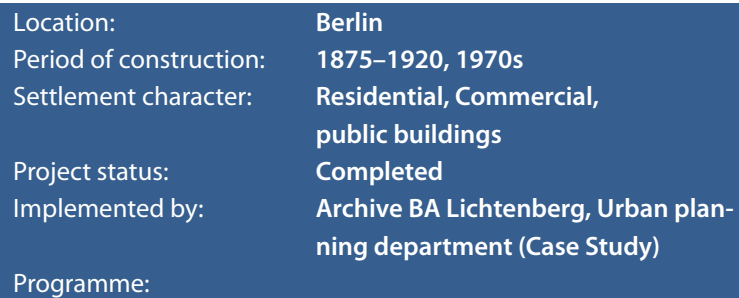 Location: Berlin
Period of construction: 1875–1920, 1970s
Settlement character: Residential, Commercial,
public buildings
Project status: Completed
Implemented by: Archive BA Lichtenberg, Urban plan-
ning department (Case Study)
Programme: